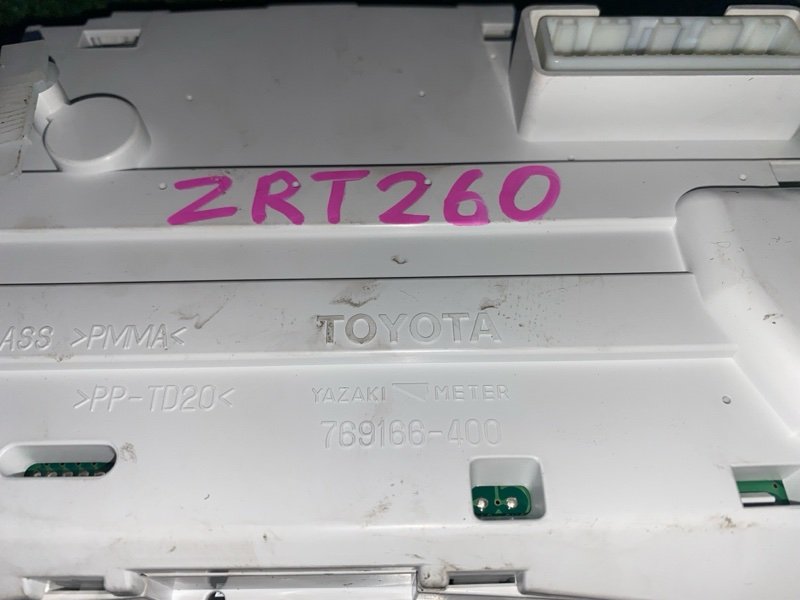 ZRT260
ASS >PMMA< TOYOTA
>PP-TD20< YAZAKI METER
769166-400